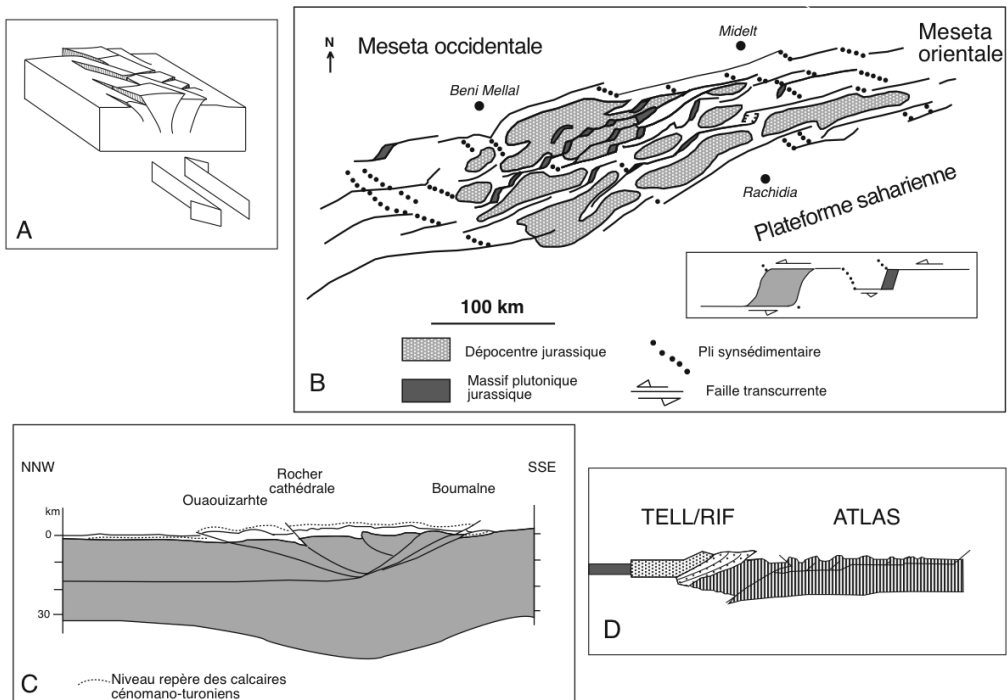 A
N
Meseta occidentale
Midelt
Meseta
orientale
Beni Mellal
Rachidia
Plateforme saharienne
100 km
Dépocentre jurassique
Pli synsédimentaire
Massif plutonique
jurassique
Faille transcurrente
B
NNW
SSE
Rocher
cathédrale
Ouaouizarhte
Boumalne
km
0
30
C
Niveau repère des calcaires
cénomano-turoniens
TELL/RIF
ATLAS
D